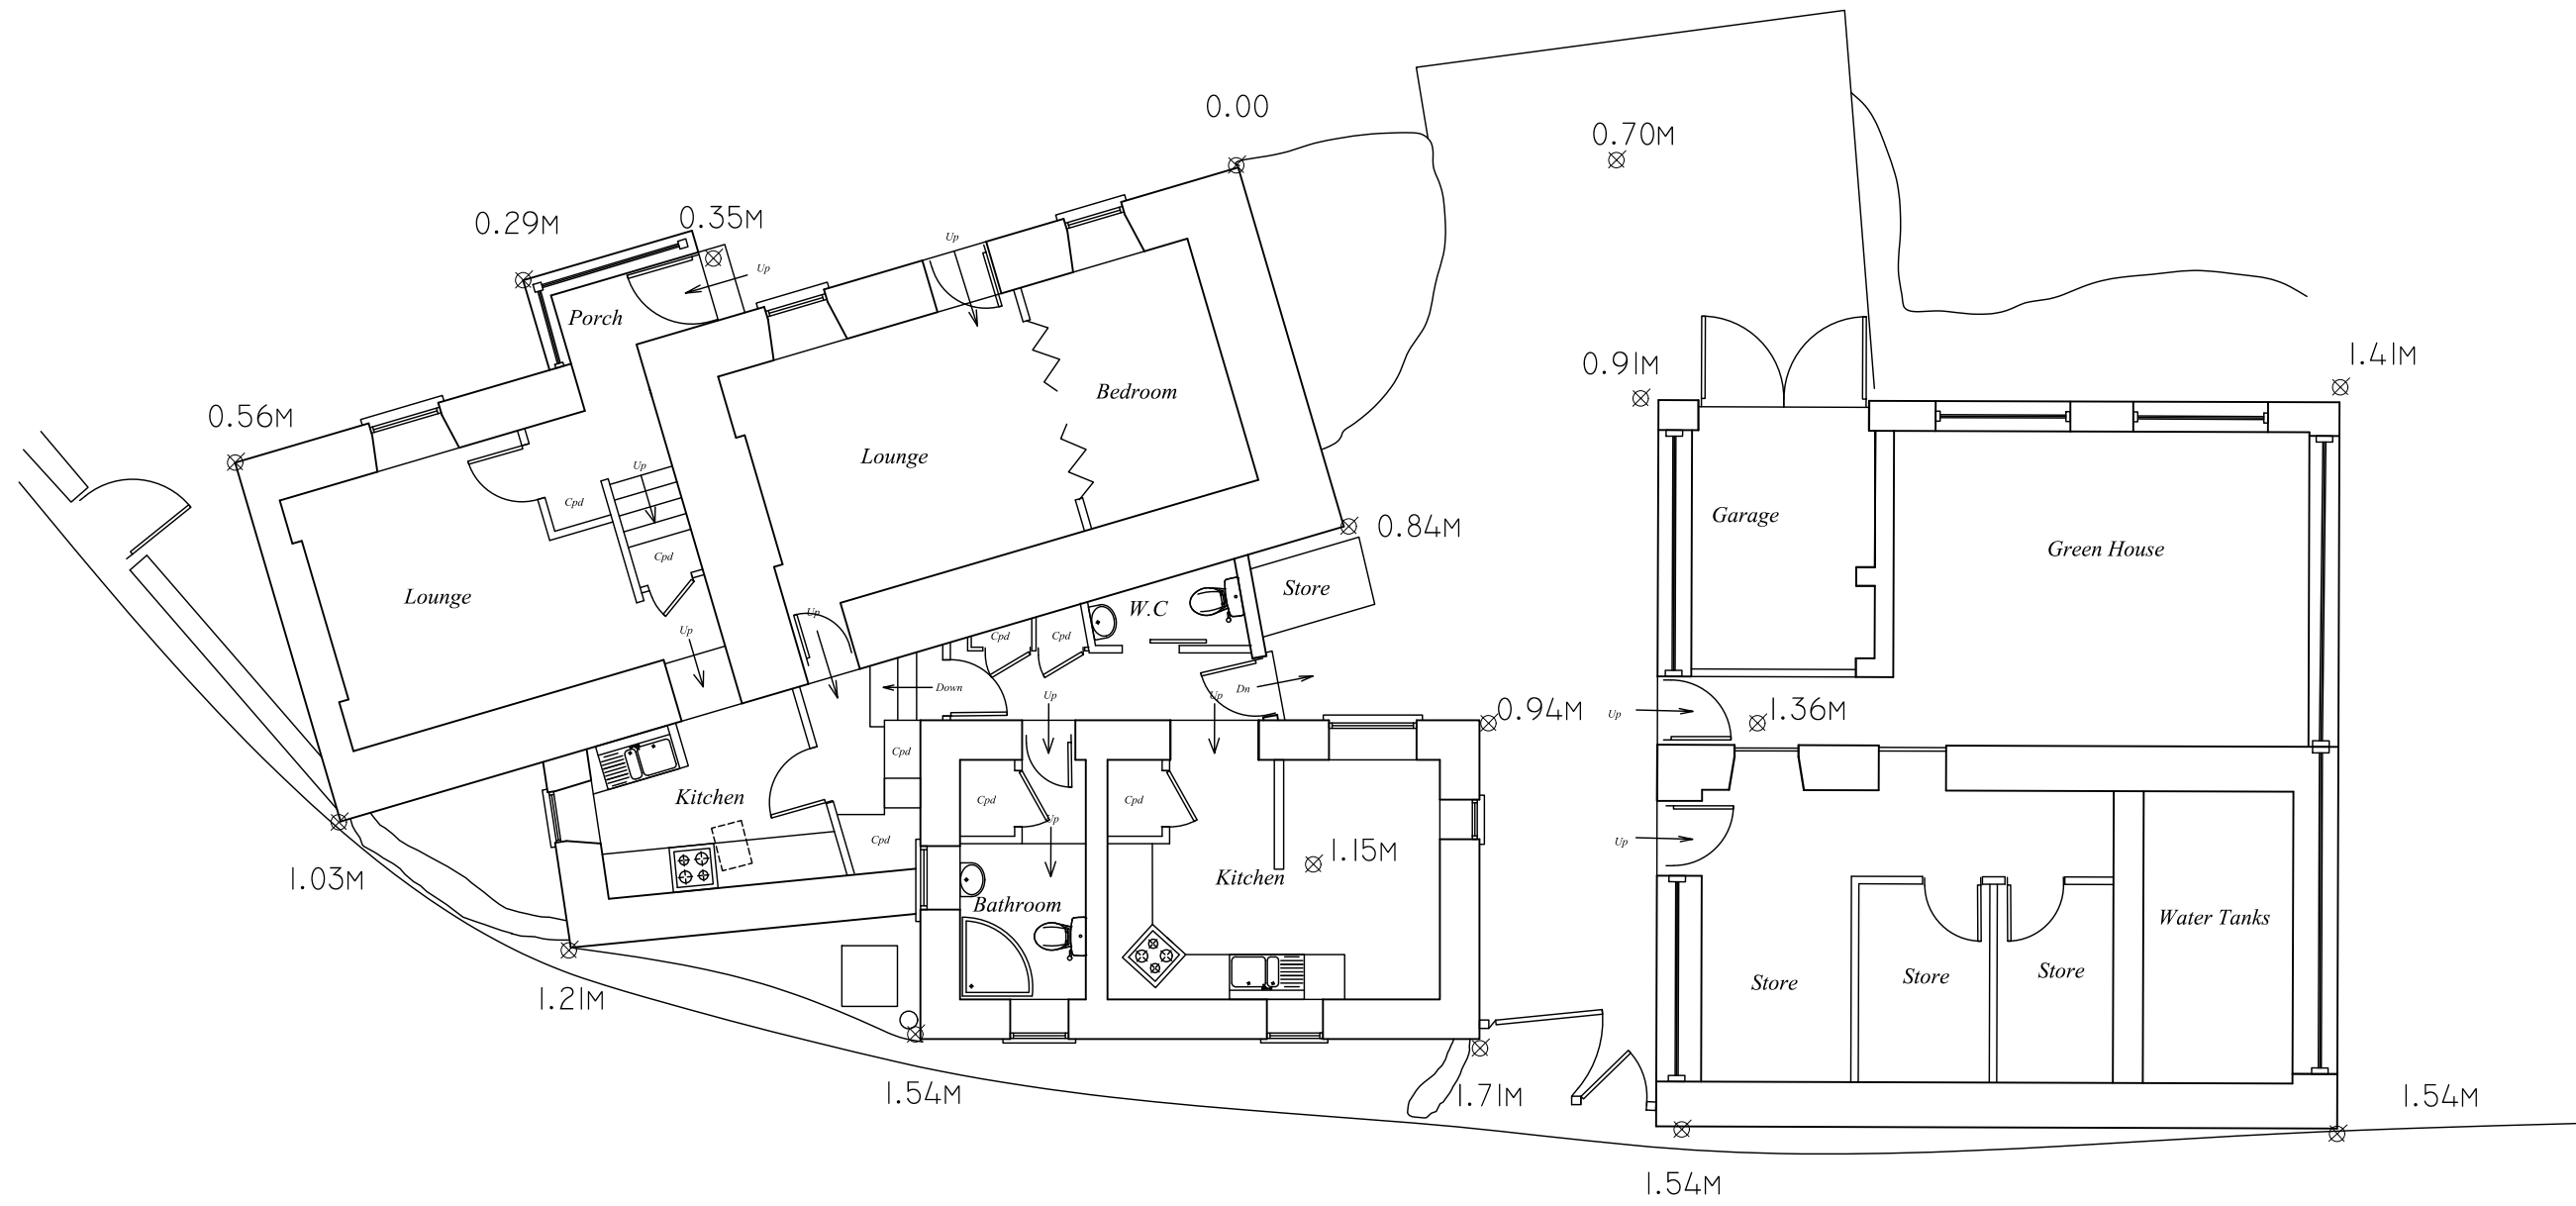 0.00
0.70M
0.29M
0.35M
Up
Up
Porch
0.91M
1.41M
Bedroom
0.56M
Lounge
Up
Cpd
Garage
0.84M
Green House
Cpd
Lounge
Store
W.C
Up
Up
Cpd
Cpd
Down
Up
Up
Dn
0.94M
Up
1.36M
Cpd
Kitchen
Cpd
Cpd
Up
Cpd
Up
1.15M
Kitchen
1.03M
Bathroom
Water Tanks
Store
Store
Store
1.21M
1.54M
1.71M
1.54M
1.54M